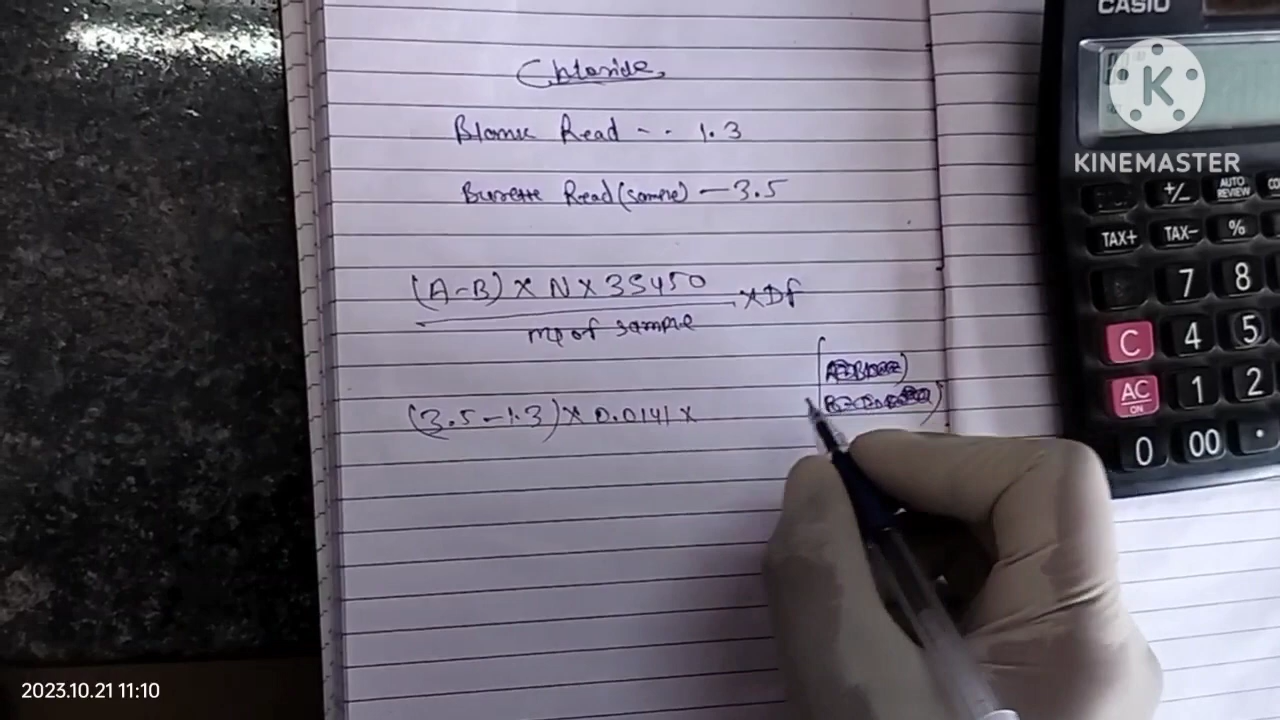 CASIO
K
KINEMASTER
Chloride,
Blank Read -- 1.3
Burette Read (sample) - 3.5
(A-B) x N x 35450 x Df
ml of sample
(3.5-1.3) x 0.0141 x
+/- AUTO REVIEW
TAX+ TAX- %
7 8
C 4 5
AC ON 1 2
0 00 .
2023.10.21 11:10